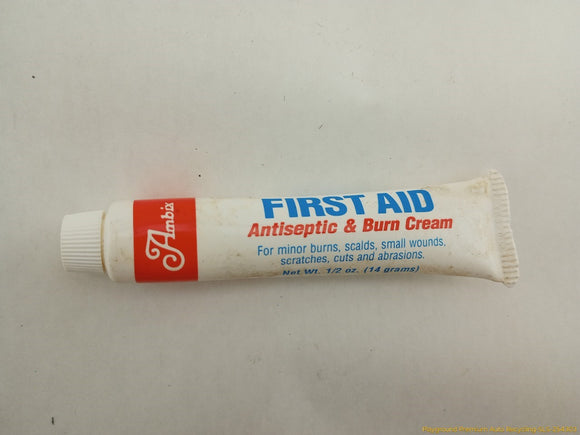 Ambix
FIRST AID
Antiseptic & Burn Cream
For minor burns, scalds, small wounds,
scratches, cuts and abrasions.
Net Wt. 1/2 oz. (14 grams)